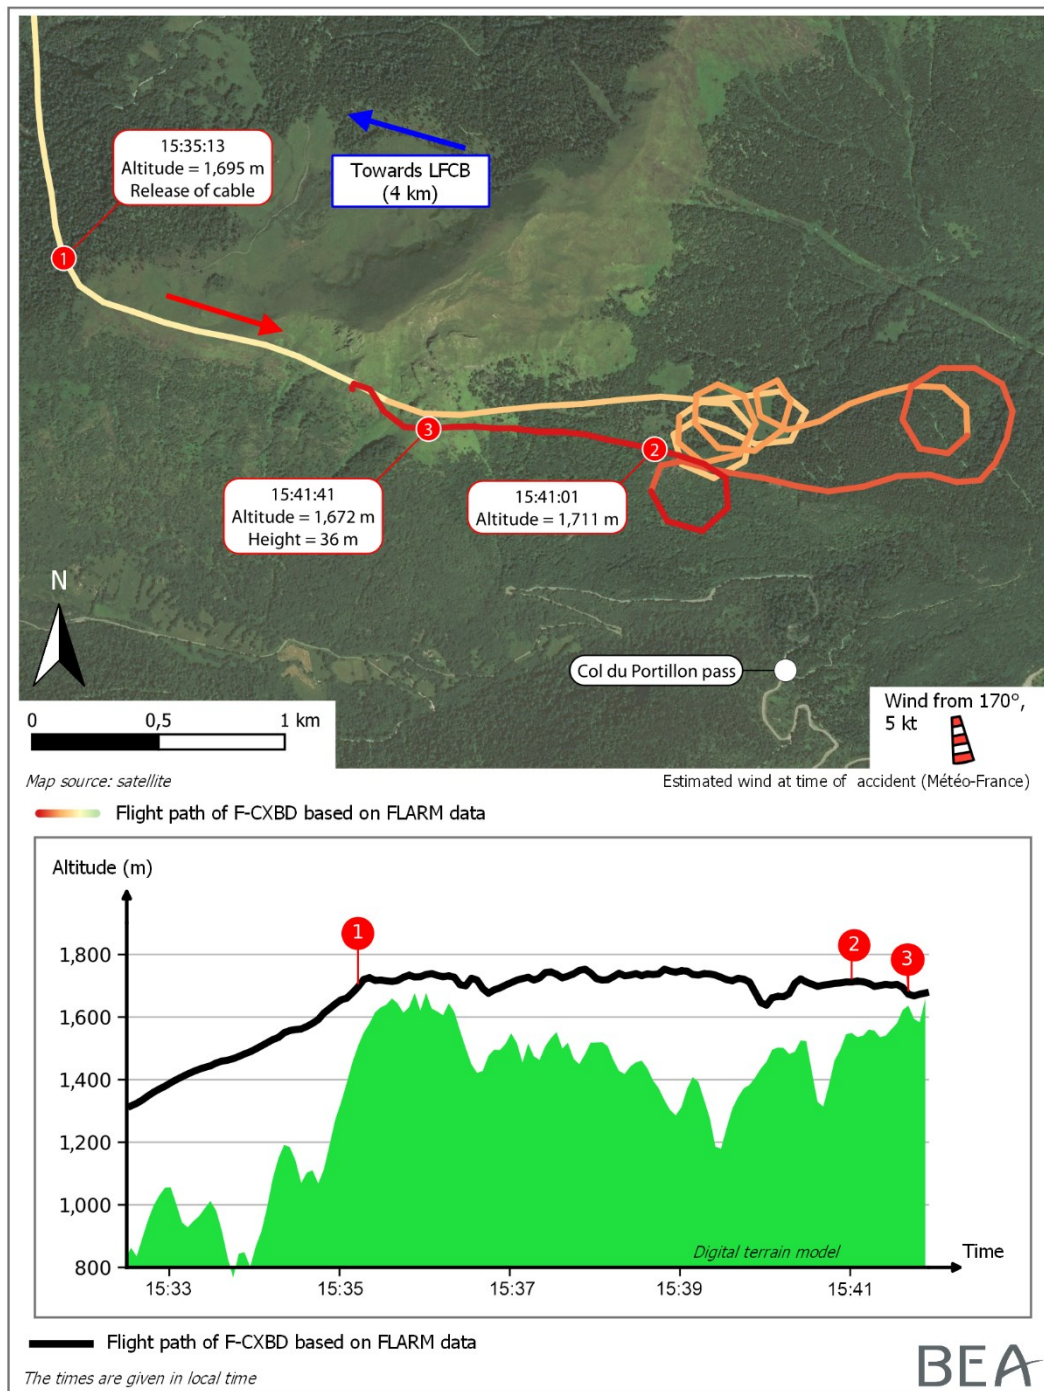 15:35:13
Altitude = 1,695 m
Release of cable
Towards LFCB
(4 km)
1
3
2
15:41:41
Altitude = 1,672 m
Height = 36 m
15:41:01
Altitude = 1,711 m
N
Col du Portillon pass
0 0,5 1 km
Wind from 170°,
5 kt
Map source: satellite
Estimated wind at time of accident (Météo-France)
Flight path of F-CXBD based on FLARM data
Altitude (m)
1
2
3
1,800
1,600
1,400
1,200
1,000
800
Digital terrain model
Time
15:33 15:35 15:37 15:39 15:41
Flight path of F-CXBD based on FLARM data
The times are given in local time
BEA